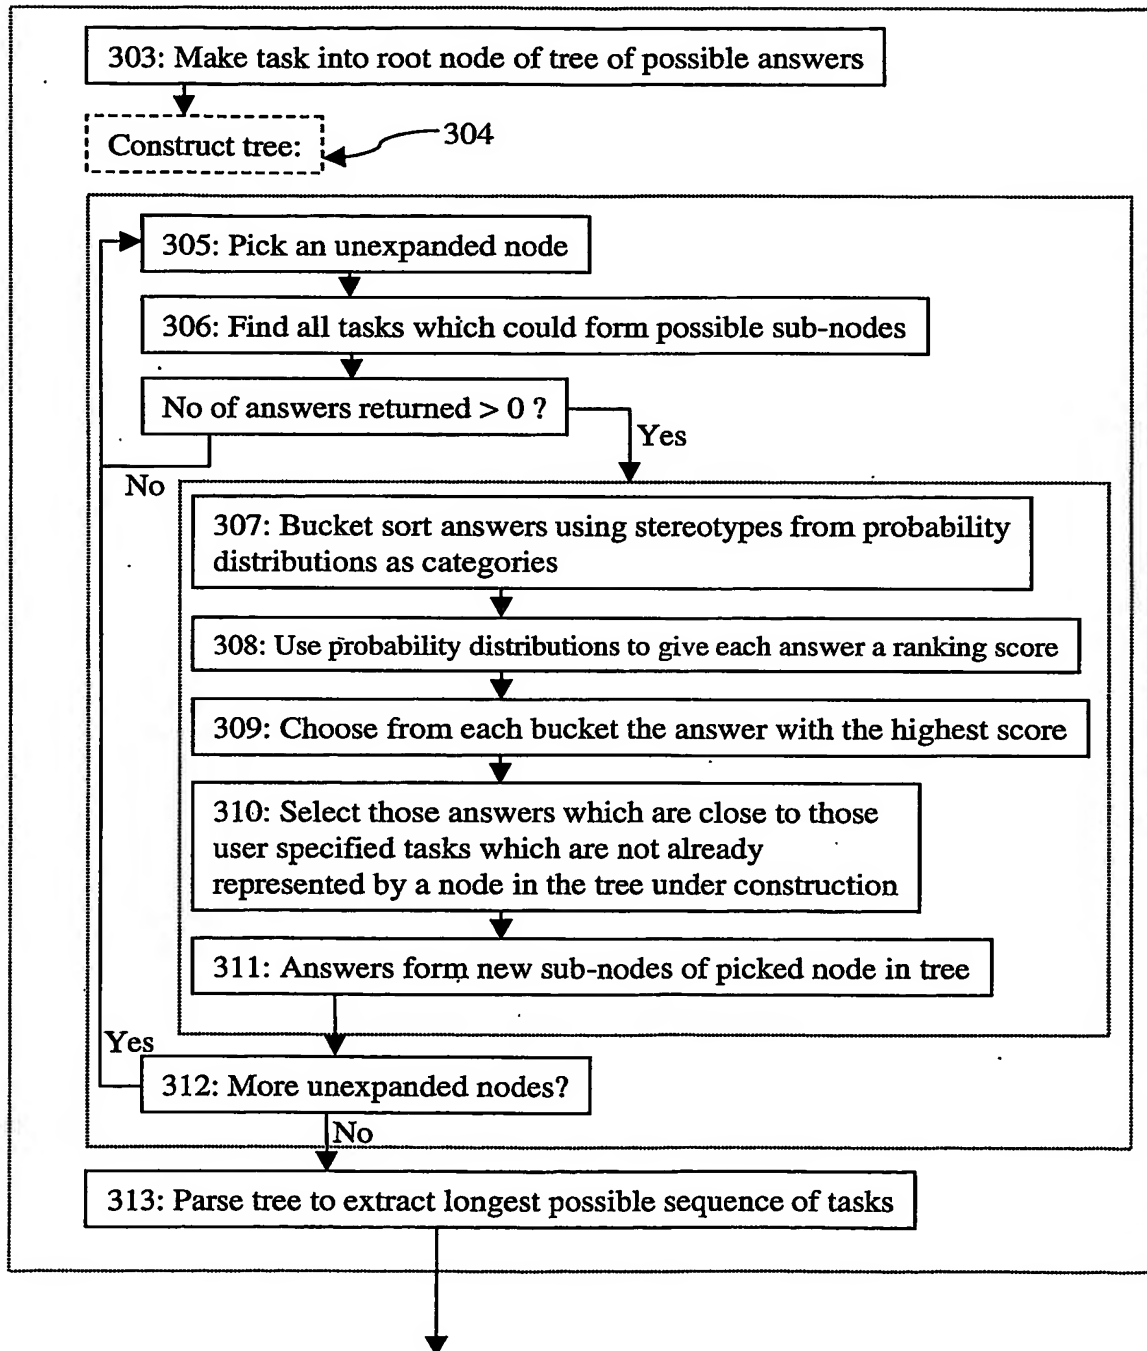 303: Make task into root node of tree of possible answers
Construct tree:
304
305: Pick an unexpanded node
306: Find all tasks which could form possible sub-nodes
No of answers returned > 0 ?
Yes
No
307: Bucket sort answers using stereotypes from probability
distributions as categories
308: Use probability distributions to give each answer a ranking score
309: Choose from each bucket the answer with the highest score
310: Select those answers which are close to those
user specified tasks which are not already
represented by a node in the tree under construction
311: Answers form new sub-nodes of picked node in tree
Yes
312: More unexpanded nodes?
No
313: Parse tree to extract longest possible sequence of tasks